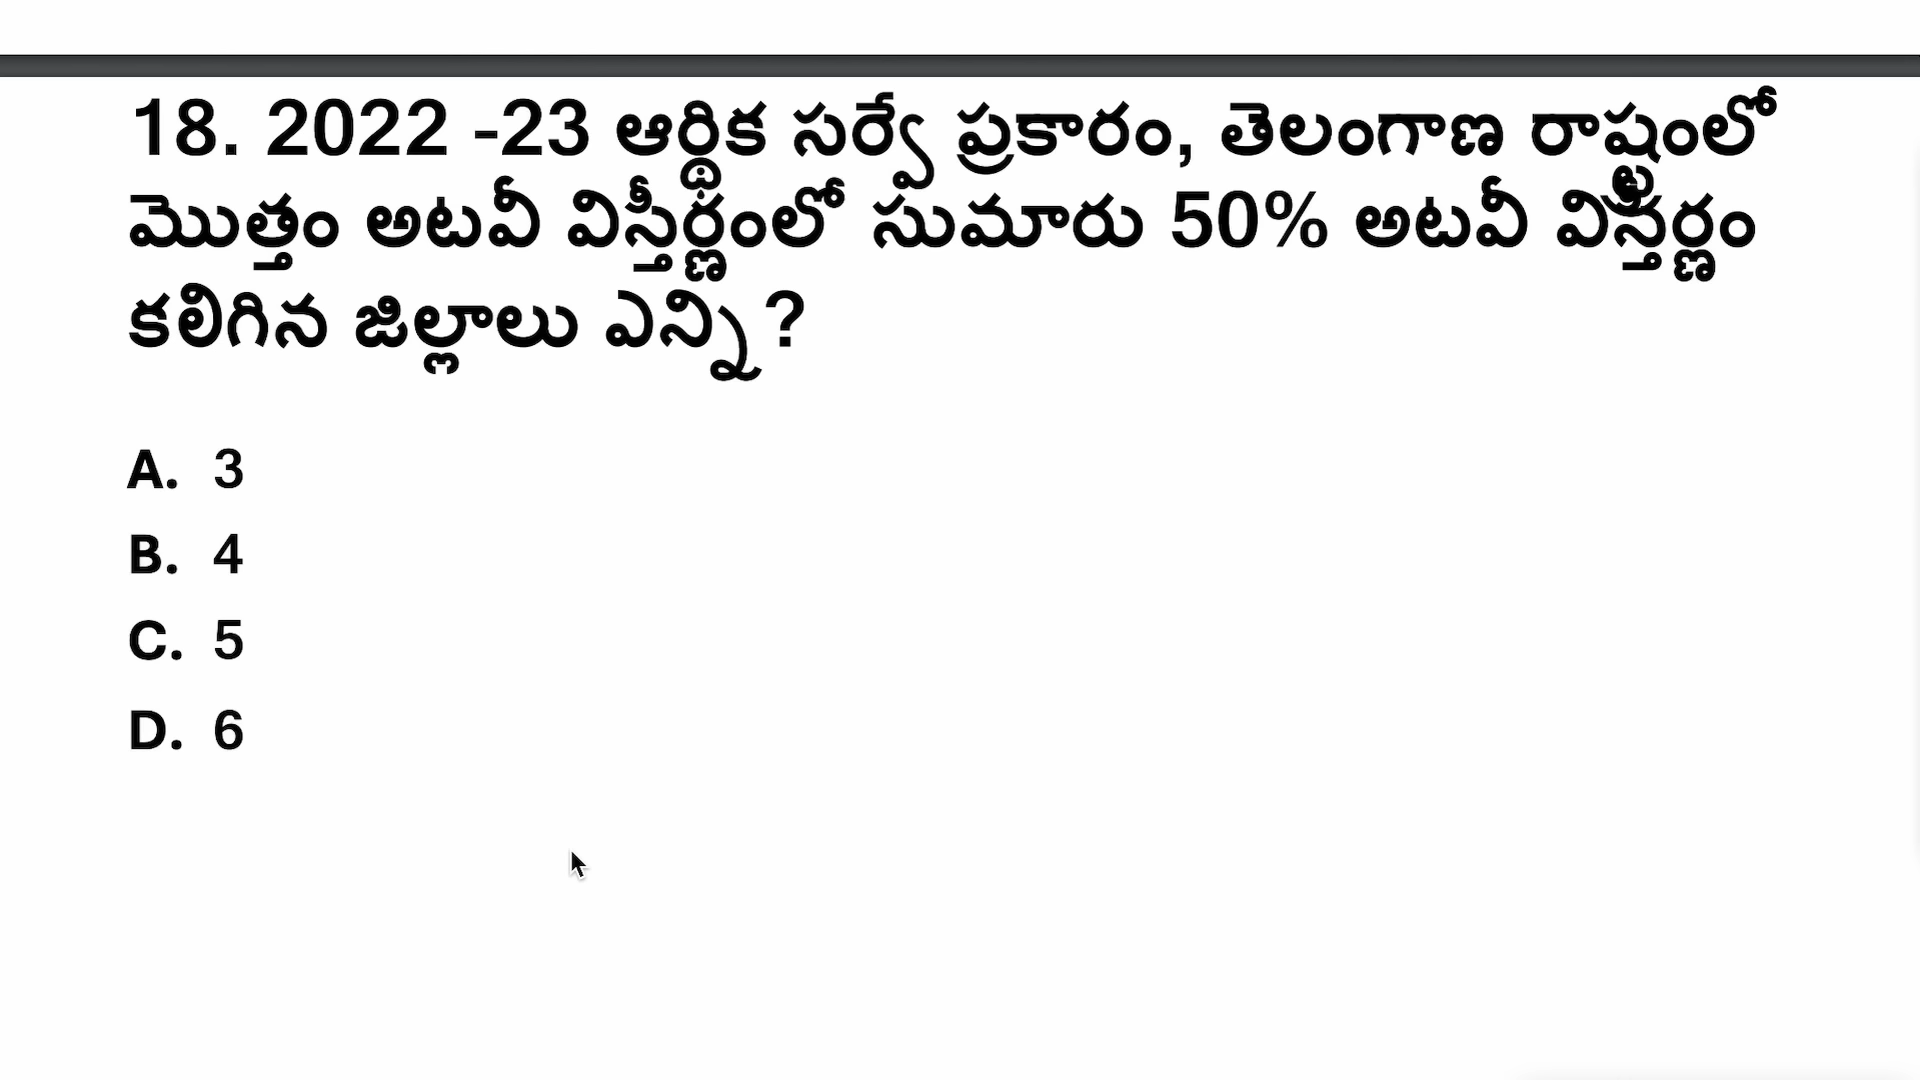 18. 2022 -23 ఆర్థిక సర్వే ప్రకారం, తెలంగాణ రాష్ట్రంలో
మొత్తం అటవీ విస్తీర్ణంలో సుమారు 50% అటవీ విస్తీర్ణం
కలిగిన జిల్లాలు ఎన్ని?
A. 3
B. 4
C. 5
D. 6